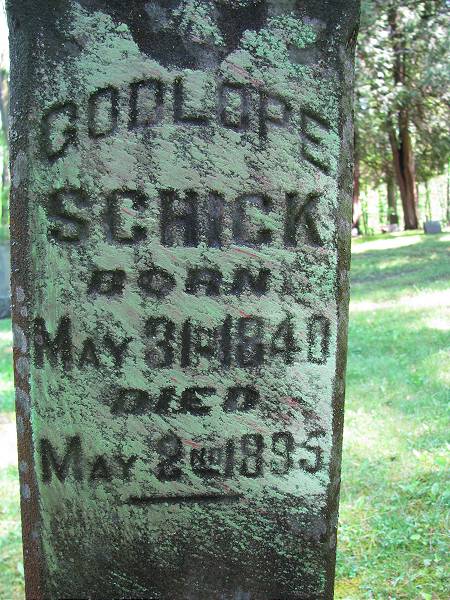 GODLOPE
SCHICK
BORN
MAY 31ST 1840
DIED
MAY 2ND 1895